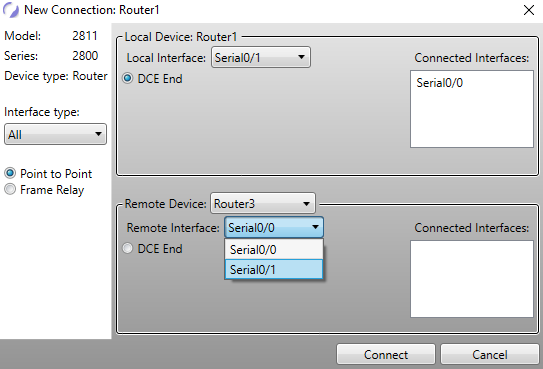 New Connection: Router1
Model: 2811
Series: 2800
Device type: Router
Interface type:
All
Point to Point
Frame Relay
Local Device: Router1
Local Interface: Serial0/1
DCE End
Connected Interfaces:
Serial0/0
Remote Device: Router3
Remote Interface: Serial0/0
Serial0/0
Serial0/1
DCE End
Connected Interfaces:
Connect
Cancel